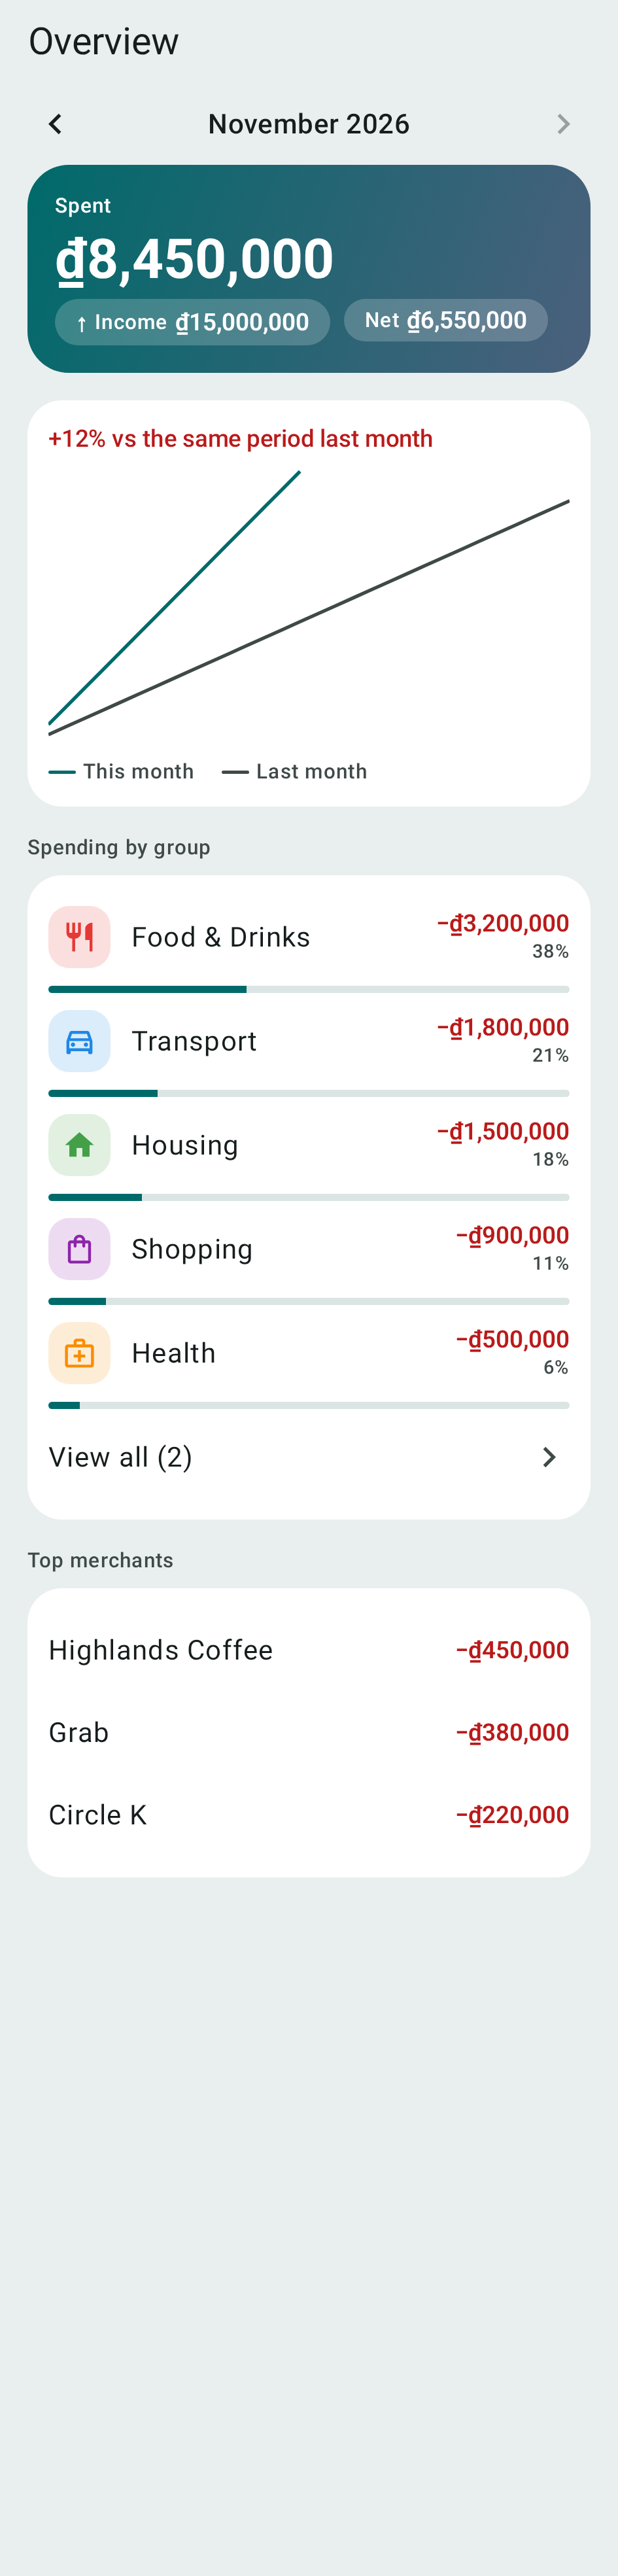 Overview
November 2026
Spent
₫8,450,000
↑ Income ₫15,000,000
Net ₫6,550,000
+12% vs the same period last month
This month
Last month
Spending by group
Food & Drinks
−₫3,200,000
38%
Transport
−₫1,800,000
21%
Housing
−₫1,500,000
18%
Shopping
−₫900,000
11%
Health
−₫500,000
6%
View all (2)
Top merchants
Highlands Coffee
−₫450,000
Grab
−₫380,000
Circle K
−₫220,000